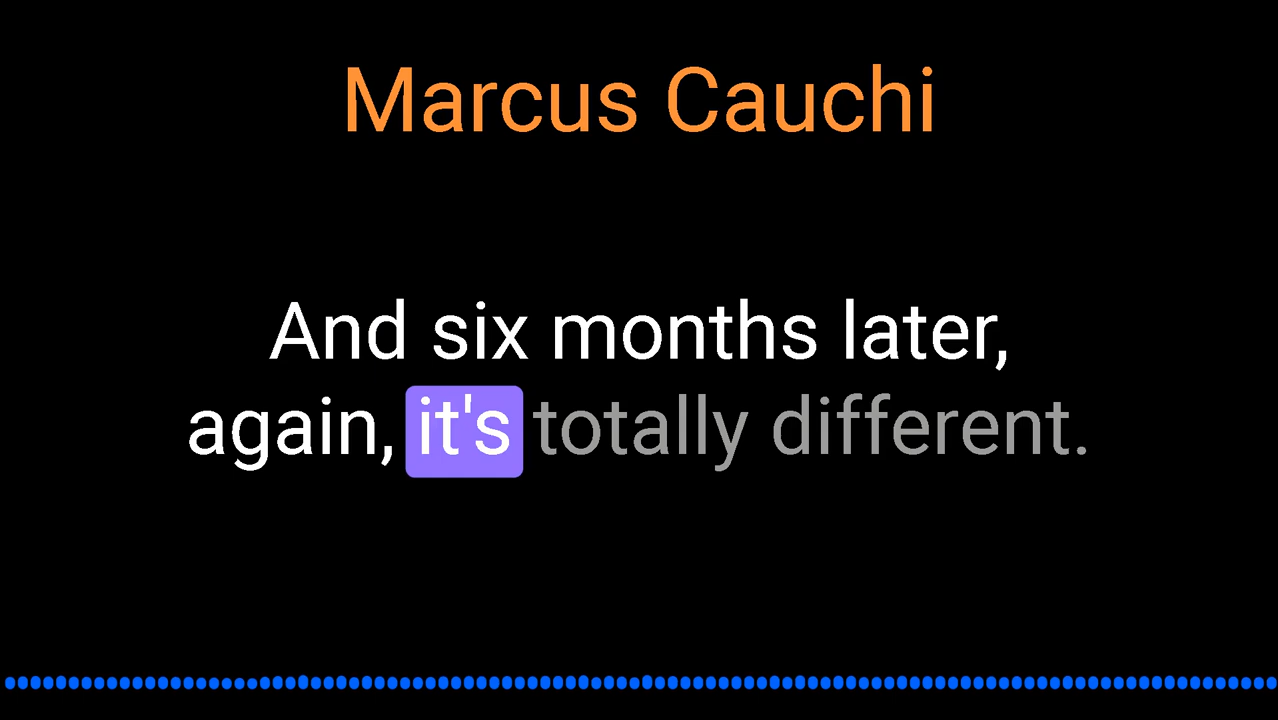 Marcus Cauchi
And six months later,
again, it's totally different.